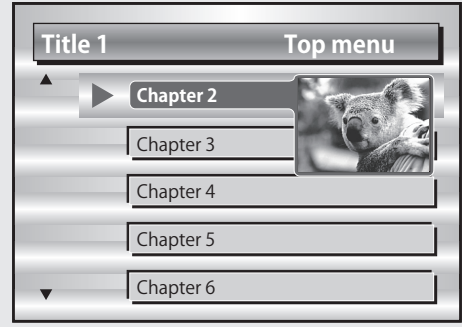 Title 1 Top menu
Chapter 2
Chapter 3
Chapter 4
Chapter 5
Chapter 6